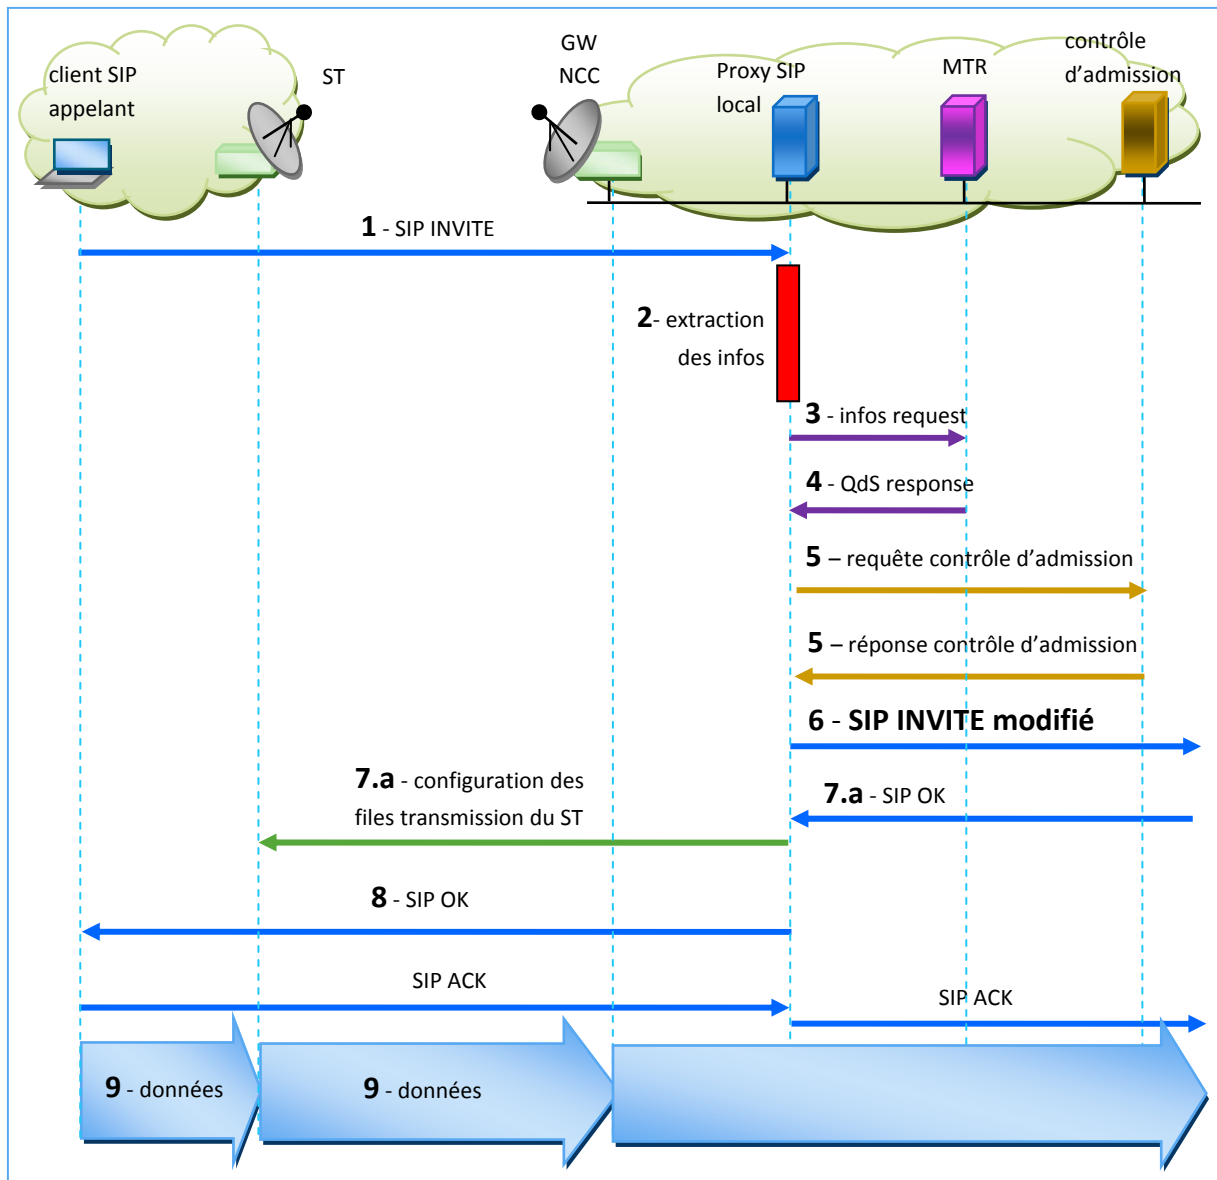 client SIP
appelant
ST
GW
NCC
Proxy SIP
local
MTR
contrôle
d’admission
1 - SIP INVITE
2- extraction
des infos
3 - infos request
4 - QdS response
5 – requête contrôle d’admission
5 – réponse contrôle d’admission
6 - SIP INVITE modifié
7.a - configuration des
files transmission du ST
7.a - SIP OK
8 - SIP OK
SIP ACK
SIP ACK
9 - données
9 - données